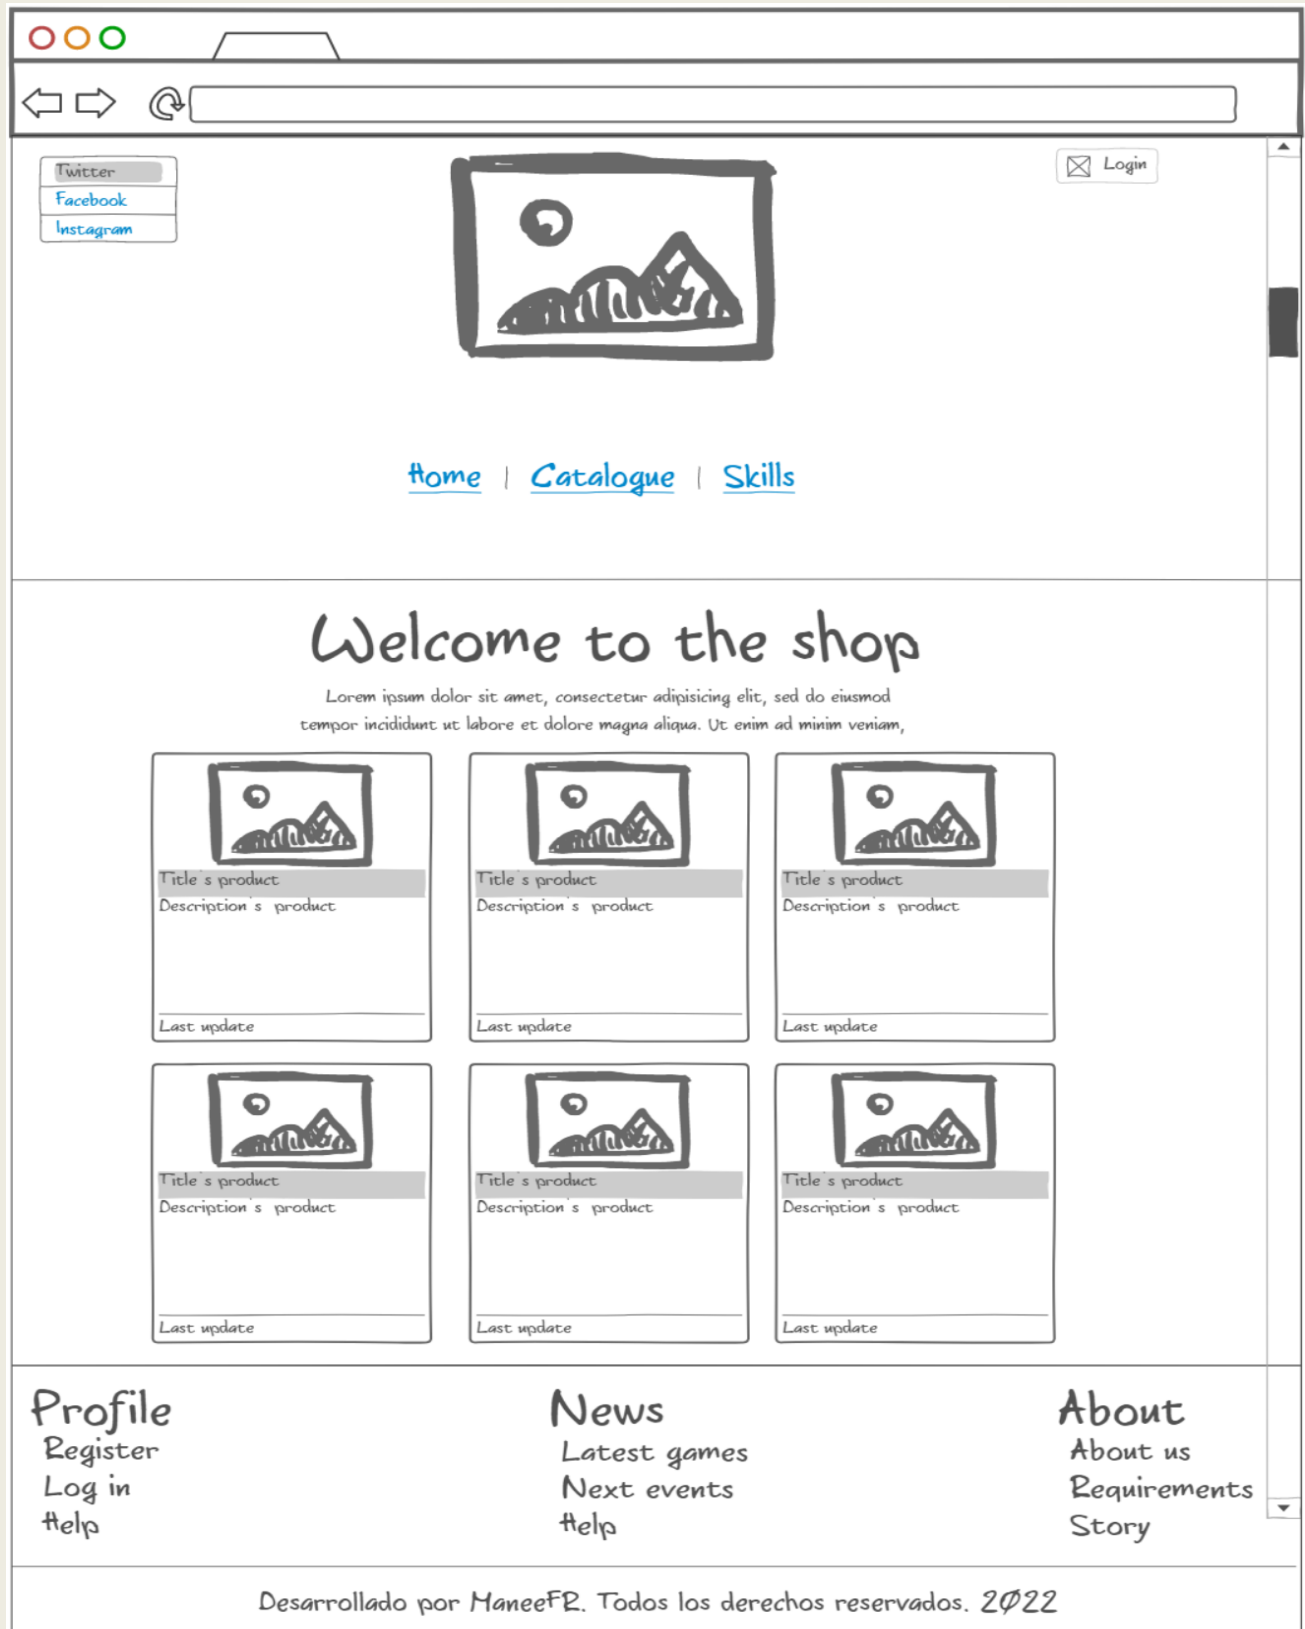 Twitter
Facebook
Instagram
Login
Home | Catalogue | Skills
Welcome to the shop
Lorem ipsum dolor sit amet, consectetur adipisicing elit, sed do eiusmod
tempor incididunt ut labore et dolore magna aliqua. Ut enim ad minim veniam,
Title's product
Description's product
Last update
Title's product
Description's product
Last update
Title's product
Description's product
Last update
Title's product
Description's product
Last update
Title's product
Description's product
Last update
Title's product
Description's product
Last update
Profile
Register
Log in
Help
News
Latest games
Next events
Help
About
About us
Requirements
Story
Desarrollado por ManeeFR. Todos los derechos reservados. 2022